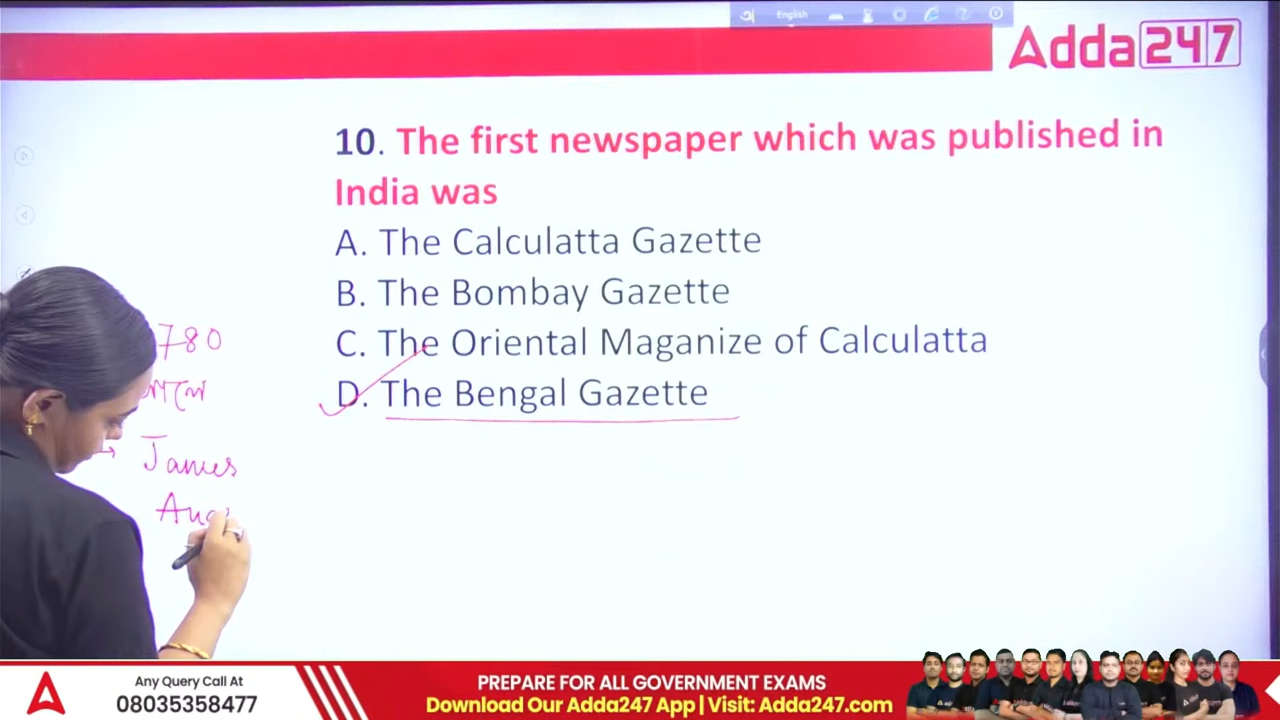 English
Adda247
10. The first newspaper which was published in
India was
A. The Calculatta Gazette
B. The Bombay Gazette
C. The Oriental Maganize of Calculatta
D. The Bengal Gazette
780
James
Aug
Any Query Call At
08035358477
PREPARE FOR ALL GOVERNMENT EXAMS
Download Our Adda247 App | Visit: Adda247.com